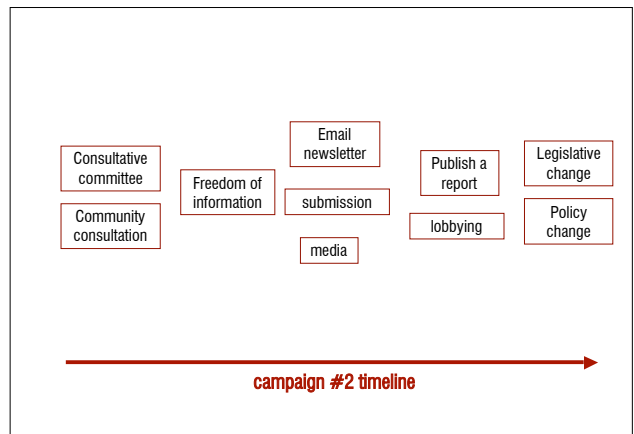 Consultative
committee
Community
consultation
Freedom of
information
Email
newsletter
submission
media
Publish a
report
lobbying
Legislative
change
Policy
change
campaign #2 timeline